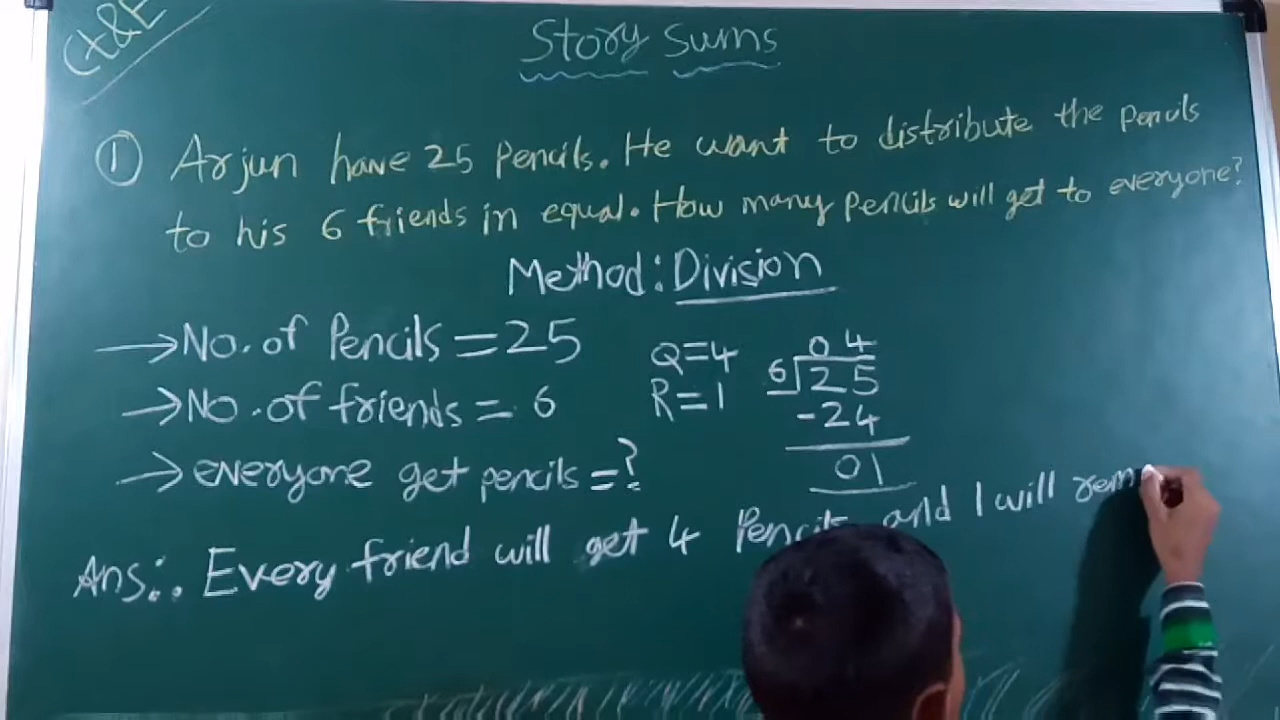 Ct&E
Story Sums
① Arjun have 25 Pencils. He want to distribute the pencils
to his 6 friends in equal. How many Pencils will get to everyone?
Method: Division
→ No. of Pencils = 25
→ No. of friends = 6
→ everyone get pencils = ?
Q=4
R=1
04
6 25
-24
01
Ans:. Every friend will get 4 and 1 will rem